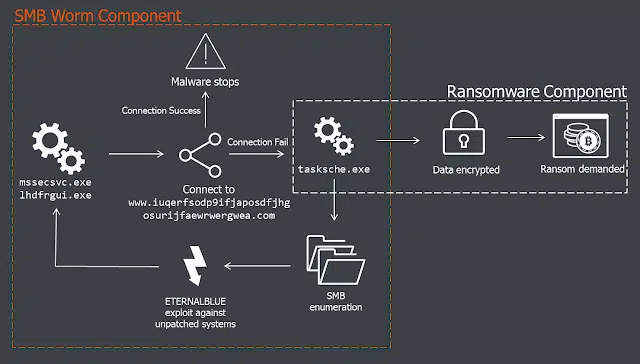 SMB Worm Component
Malware stops
Connection Success
Ransomware Component
Connection Fail
mssecsvc.exe
lhdfrgui.exe
Connect to
www.iuqerfsodp9ifjaposdfjhg
osurijfaewrwergwea.com
tasksche.exe
Data encrypted
Ransom demanded
ETERNALBLUE
exploit against
unpatched systems
SMB
enumeration